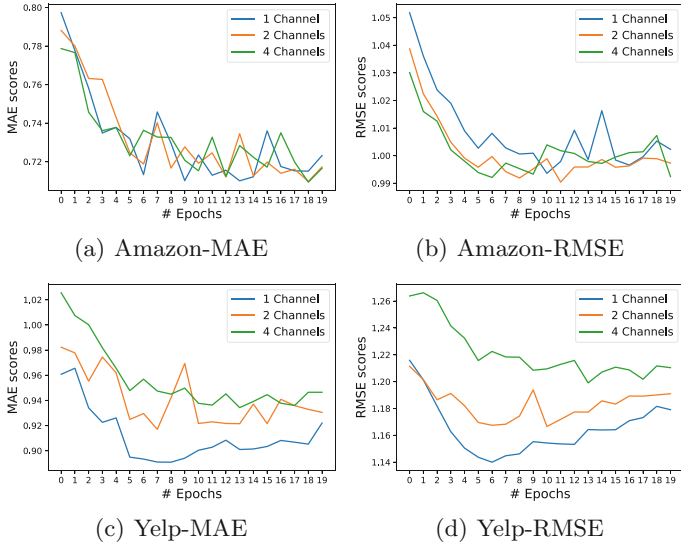 0.80
0.78
0.76
0.74
0.72
MAE scores
1 Channel
2 Channels
4 Channels
0 1 2 3 4 5 6 7 8 9 10 11 12 13 14 15 16 17 18 19
# Epochs
(a) Amazon-MAE
1.05
1.04
1.03
1.02
1.01
1.00
0.99
RMSE scores
1 Channel
2 Channels
4 Channels
0 1 2 3 4 5 6 7 8 9 10 11 12 13 14 15 16 17 18 19
# Epochs
(b) Amazon-RMSE
1,02
1,00
0.98
0.96
0.94
0.92
0.90
MAE scores
1 Channel
2 Channels
4 Channels
0 1 2 3 4 5 6 7 8 9 10 11 12 13 14 15 16 17 18 19
# Epochs
(c) Yelp-MAE
1.26
1.24
1.22
1.20
1.18
1.16
1.14
RMSE scores
1 Channel
2 Channels
4 Channels
0 1 2 3 4 5 6 7 8 9 10 11 12 13 14 15 16 17 18 19
# Epochs
(d) Yelp-RMSE